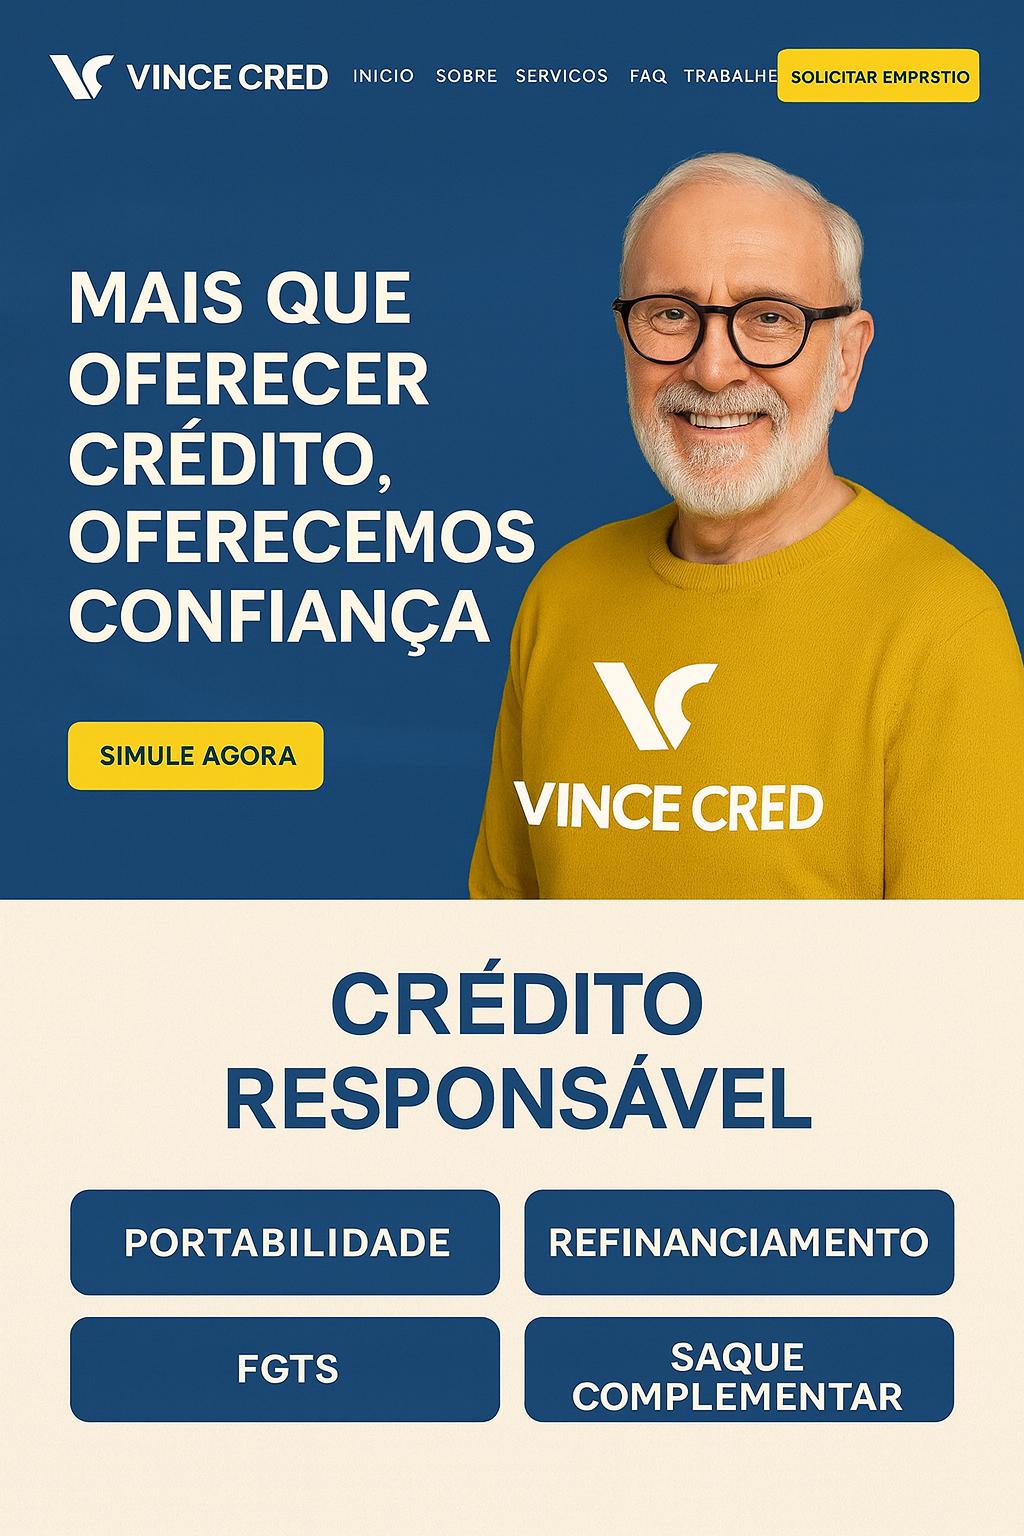 VINCE CRED INICIO SOBRE SERVICOS FAQ TRABALHE SOLICITAR EMPRSTIO
MAIS QUE
OFERECER
CRÉDITO,
OFERECEMOS
CONFIANÇA
SIMULE AGORA
VINCE CRED
CRÉDITO
RESPONSÁVEL
PORTABILIDADE
REFINANCIAMENTO
FGTS
SAQUE
COMPLEMENTAR